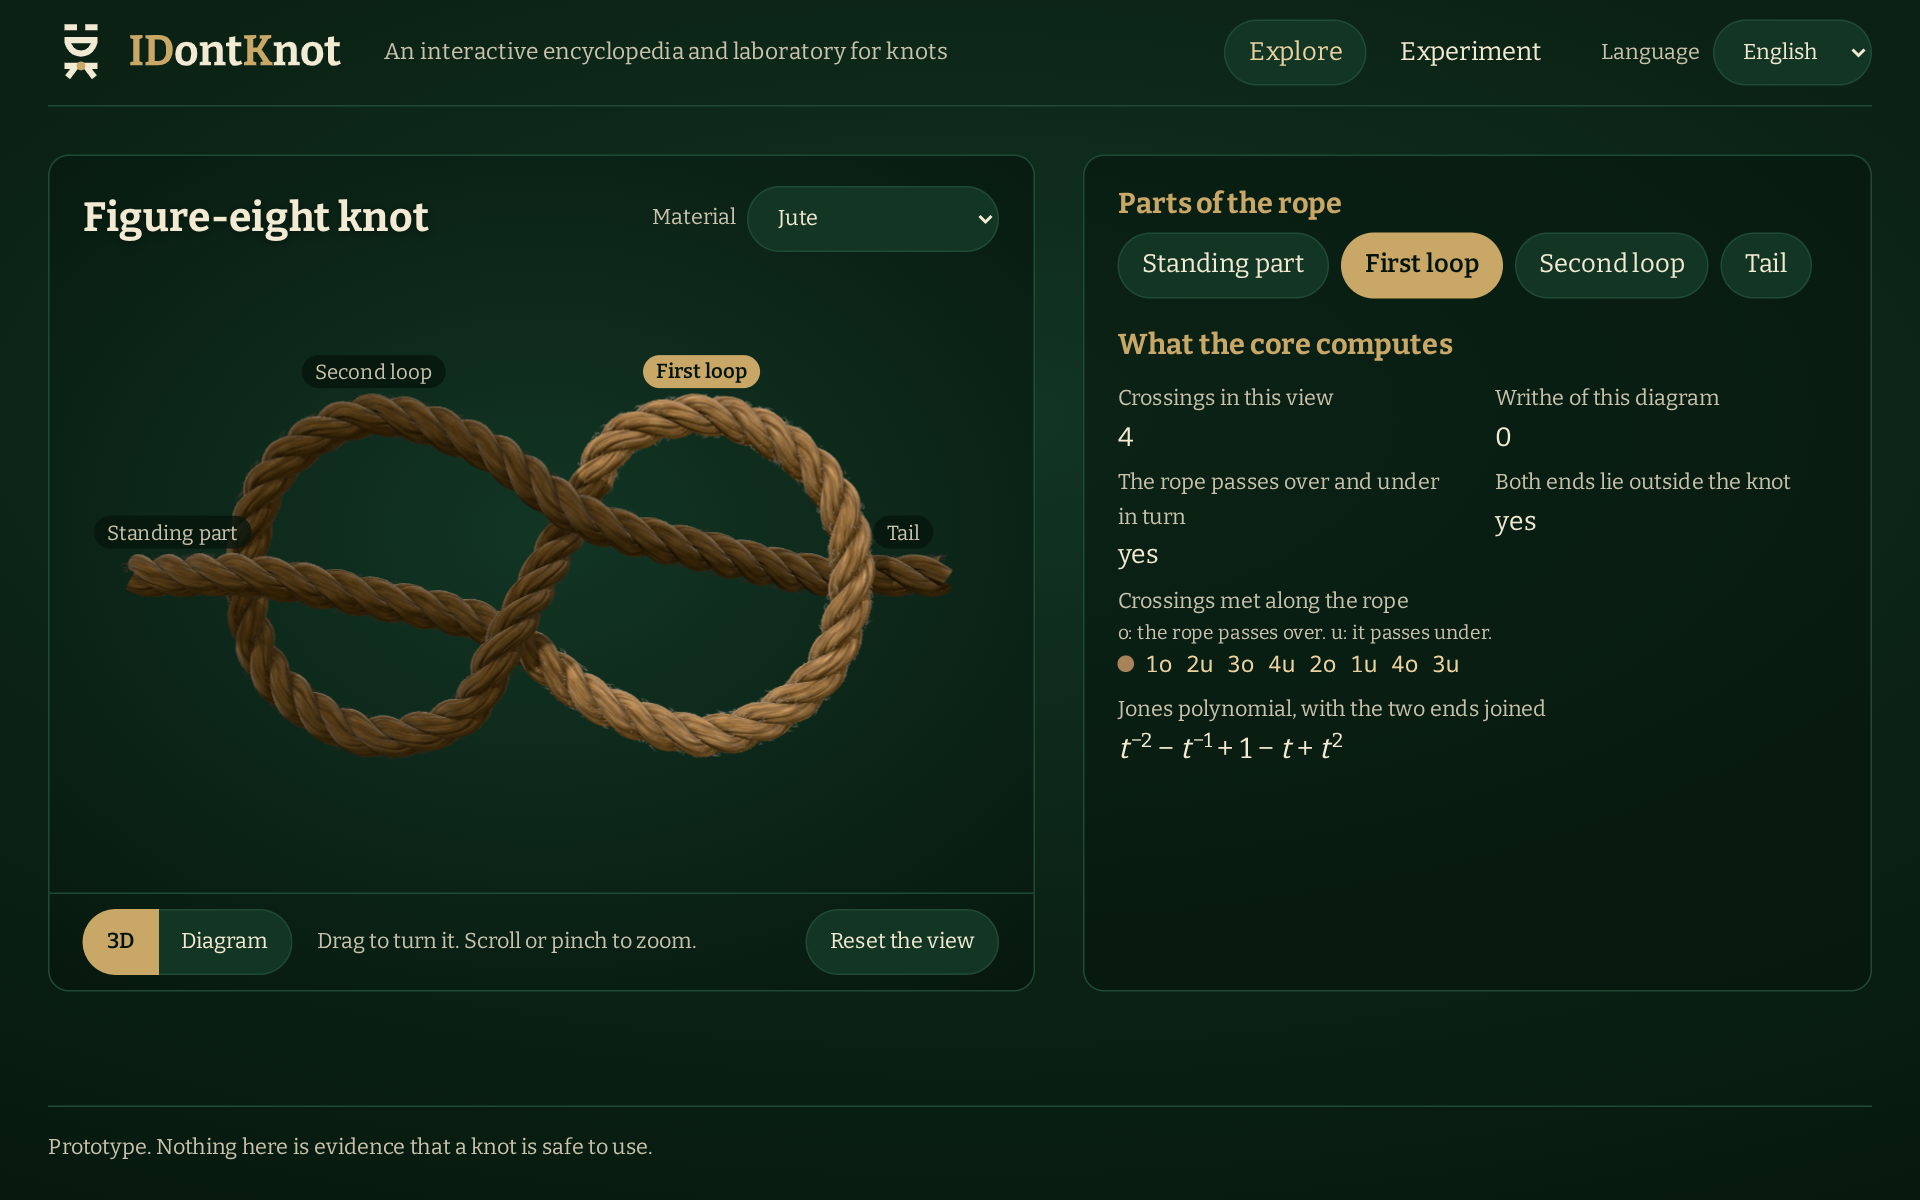 IDontKnot
An interactive encyclopedia and laboratory for knots
Explore
Experiment
Language
English
Figure-eight knot
Material
Jute
Second loop
First loop
Standing part
Tail
3D
Diagram
Drag to turn it. Scroll or pinch to zoom.
Reset the view
Parts of the rope
Standing part
First loop
Second loop
Tail
What the core computes
Crossings in this view
4
Writhe of this diagram
0
The rope passes over and under
in turn
yes
Both ends lie outside the knot
yes
Crossings met along the rope
o: the rope passes over. u: it passes under.
1o 2u 3o 4u 2o 1u 4o 3u
Jones polynomial, with the two ends joined
t⁻² − t⁻¹ + 1 − t + t²
Prototype. Nothing here is evidence that a knot is safe to use.